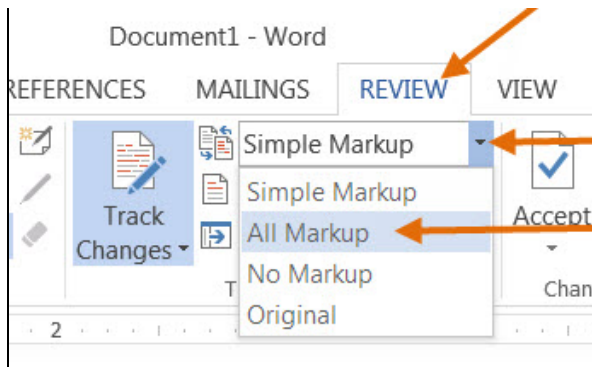 Document1 - Word
REFERENCES MAILINGS REVIEW VIEW
Simple Markup
Simple Markup
Track
Changes
All Markup
Accept
No Markup
Original
T
Chan
2